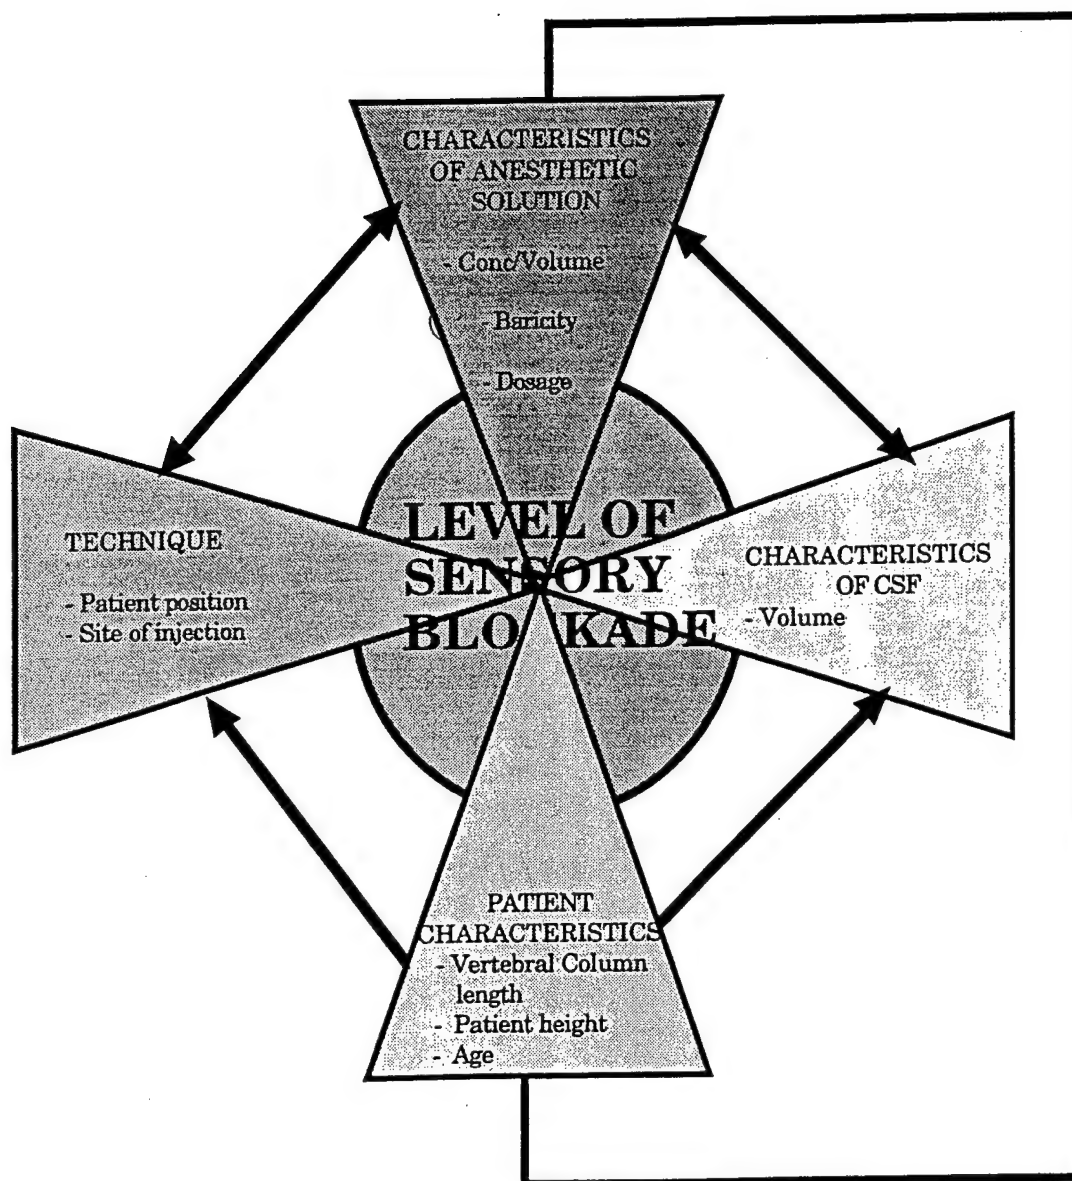 CHARACTERISTICS
OF ANESTHETIC
SOLUTION
- Conc/Volume
- Baricity
- Dosage
TECHNIQUE
- Patient position
- Site of injection
LEVEL OF
SENSORY
BLO KADE
CHARACTERISTICS
OF CSF
- Volume
PATIENT
CHARACTERISTICS
- Vertebral Column
length
- Patient height
- Age